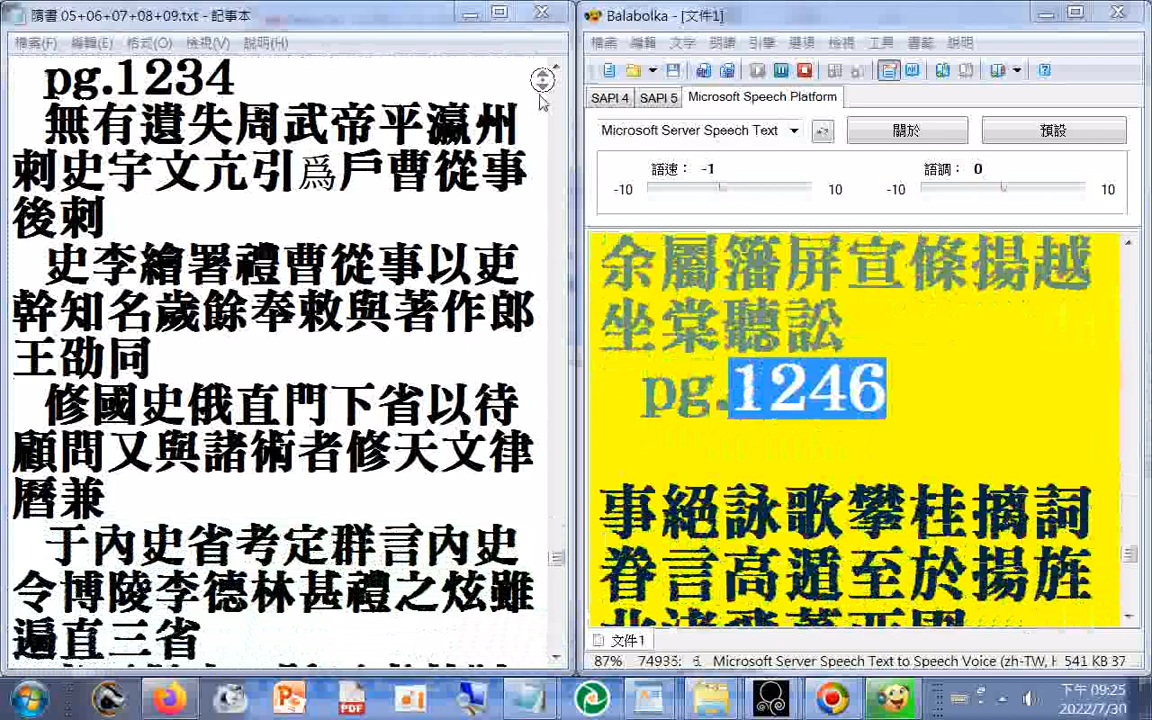 隋書05+06+07+08+09.txt - 記事本
檔案(F) 編輯(E) 格式(O) 檢視(V) 說明(H)
pg.1234
無有遺失周武帝平瀛州
刺史宇文亢引爲戶曹從事
後刺
史李繪署禮曹從事以吏
幹知名歲餘奉敕與著作郎
王劭同
修國史俄直門下省以待
顧問又與諸術者修天文律
曆兼
于內史省考定群言內史
令博陵李德林甚禮之炫雖
遍直三省
Balabolka - [文件1]
檔案 編輯 文字 朗讀 引擎 選項 檢視 工具 書籤 說明
SAPI 4 SAPI 5 Microsoft Speech Platform
Microsoft Server Speech Text 關於 預設
語速： -1 語調： 0
-10 10 -10 10
余屬籓屏宣條揚越
坐棠聽訟
pg.1246
事絕詠歌攀桂摛詞
眷言高遁至於揚旌
文件1
87% 74935: Microsoft Server Speech Text to Speech Voice (zh-TW, H 541 KB 37
PDF
下午 09:25
2022/7/30